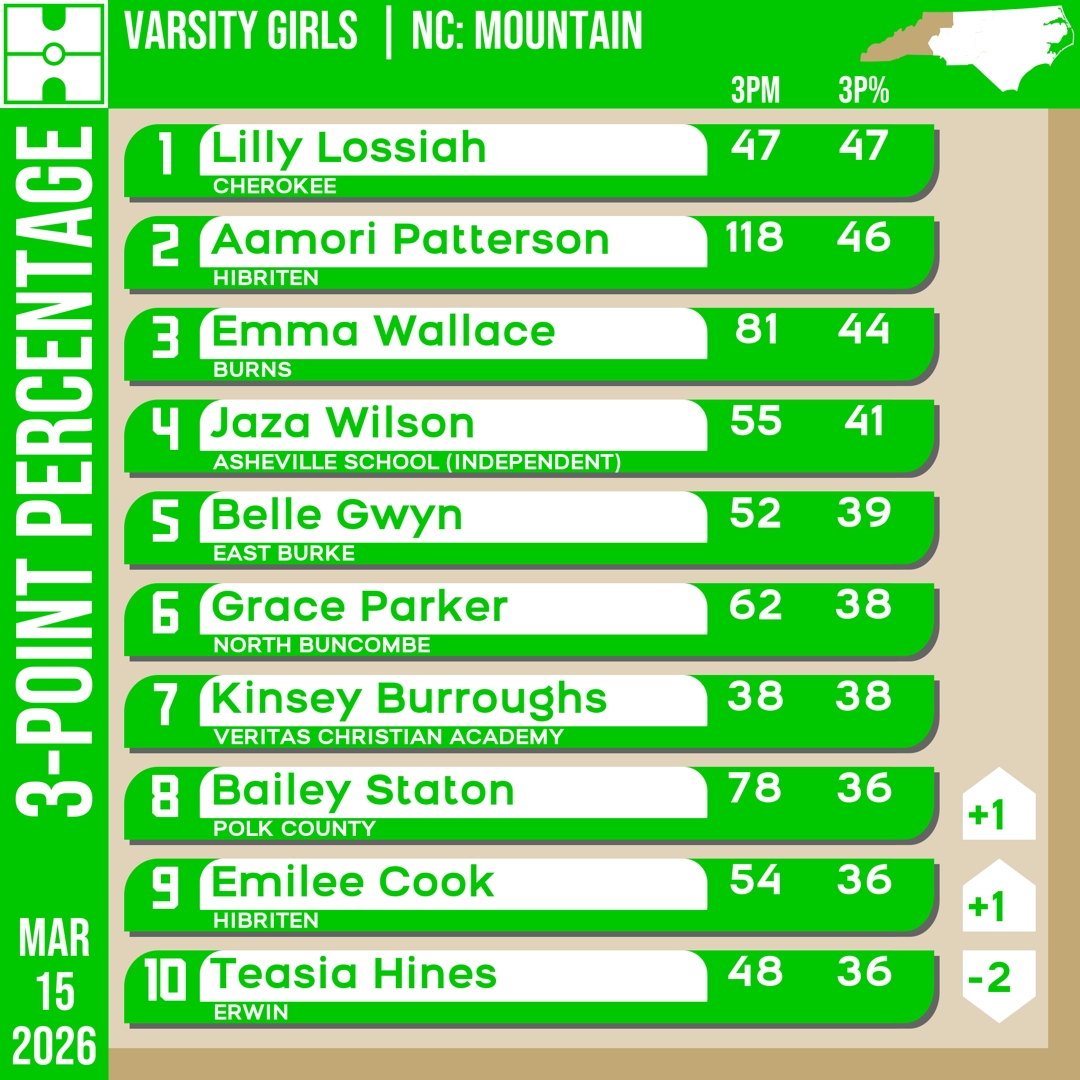 VARSITY GIRLS | NC: MOUNTAIN
3PM 3P%
3-POINT PERCENTAGE
1 Lilly Lossiah 47 47
CHEROKEE
2 Aamori Patterson 118 46
HIBRITEN
3 Emma Wallace 81 44
BURNS
4 Jaza Wilson 55 41
ASHEVILLE SCHOOL (INDEPENDENT)
5 Belle Gwyn 52 39
EAST BURKE
6 Grace Parker 62 38
NORTH BUNCOMBE
7 Kinsey Burroughs 38 38
VERITAS CHRISTIAN ACADEMY
8 Bailey Staton 78 36 +1
POLK COUNTY
9 Emilee Cook 54 36 +1
HIBRITEN
10 Teasia Hines 48 36 -2
ERWIN
MAR
15
2026